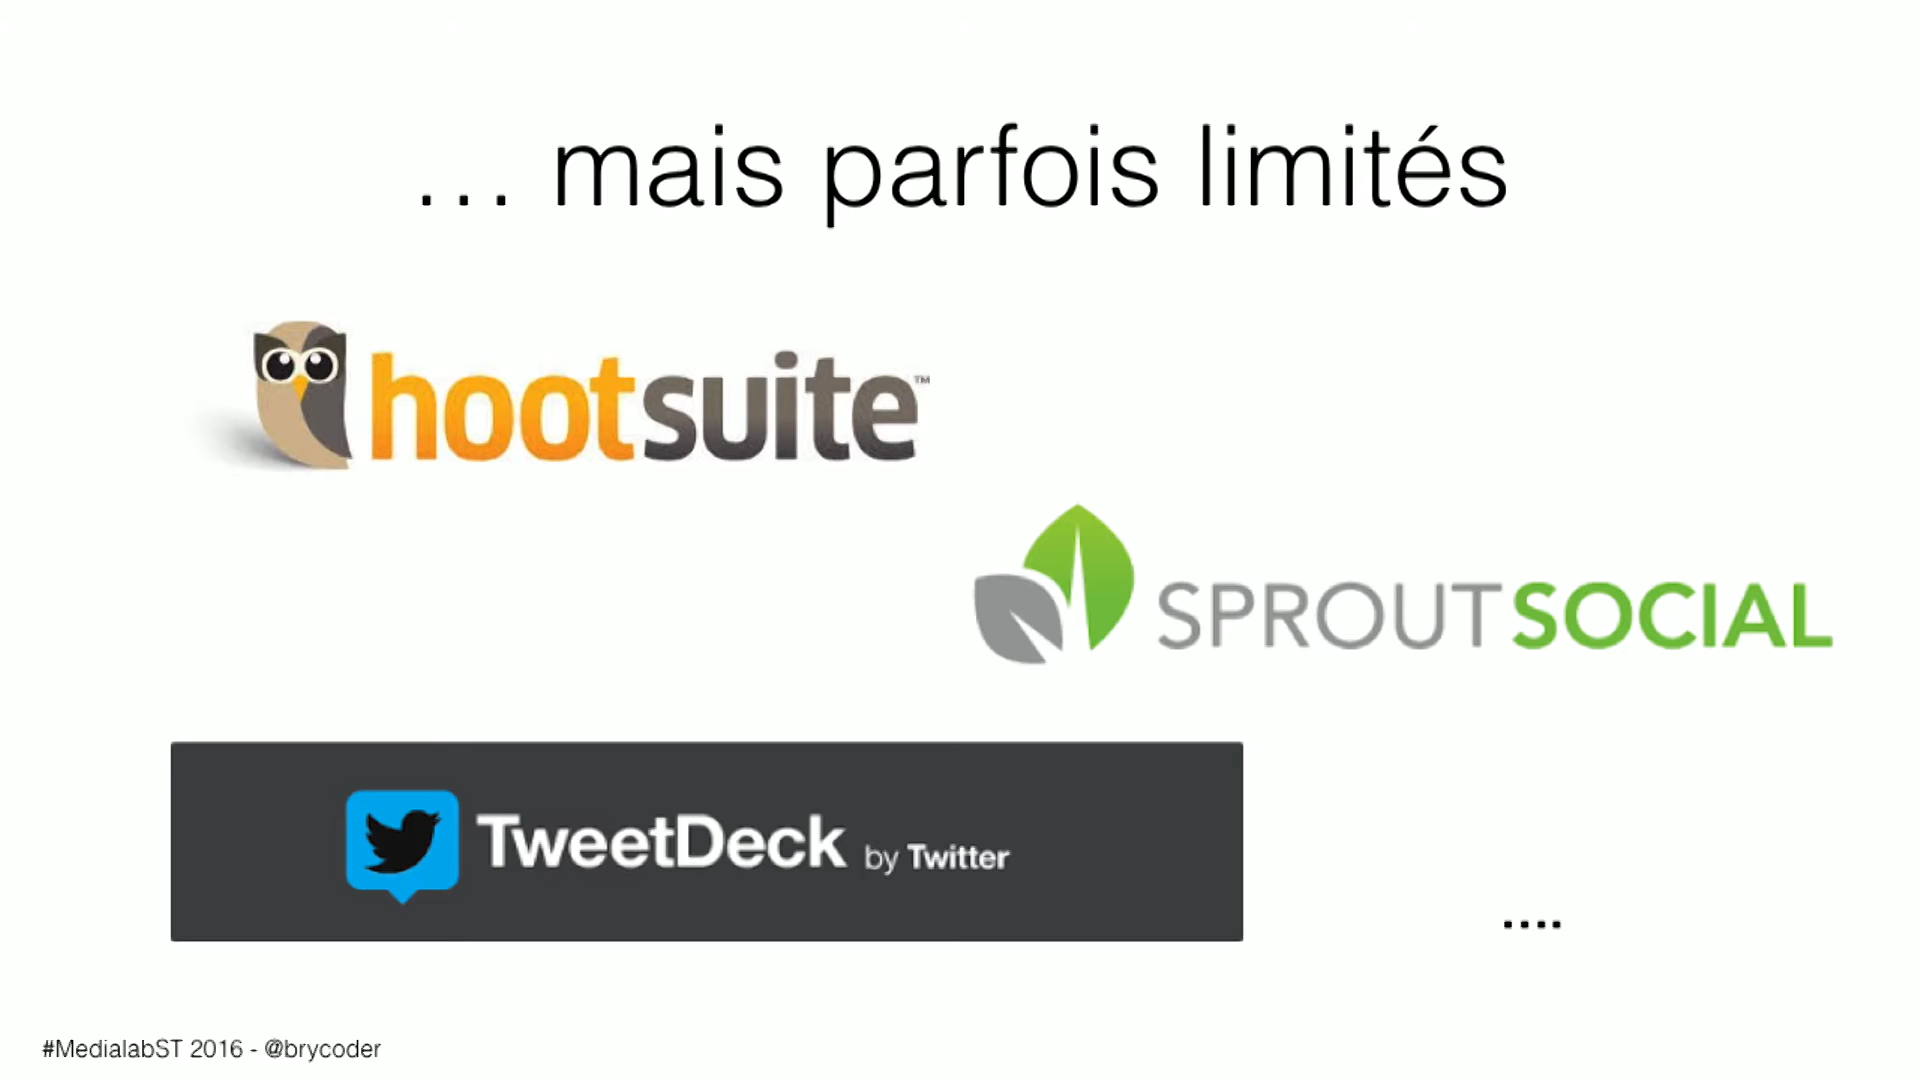 … mais parfois limités
hootsuite™
SPROUTSOCIAL
TweetDeck by Twitter
....
#MedialabST 2016 - @brycoder